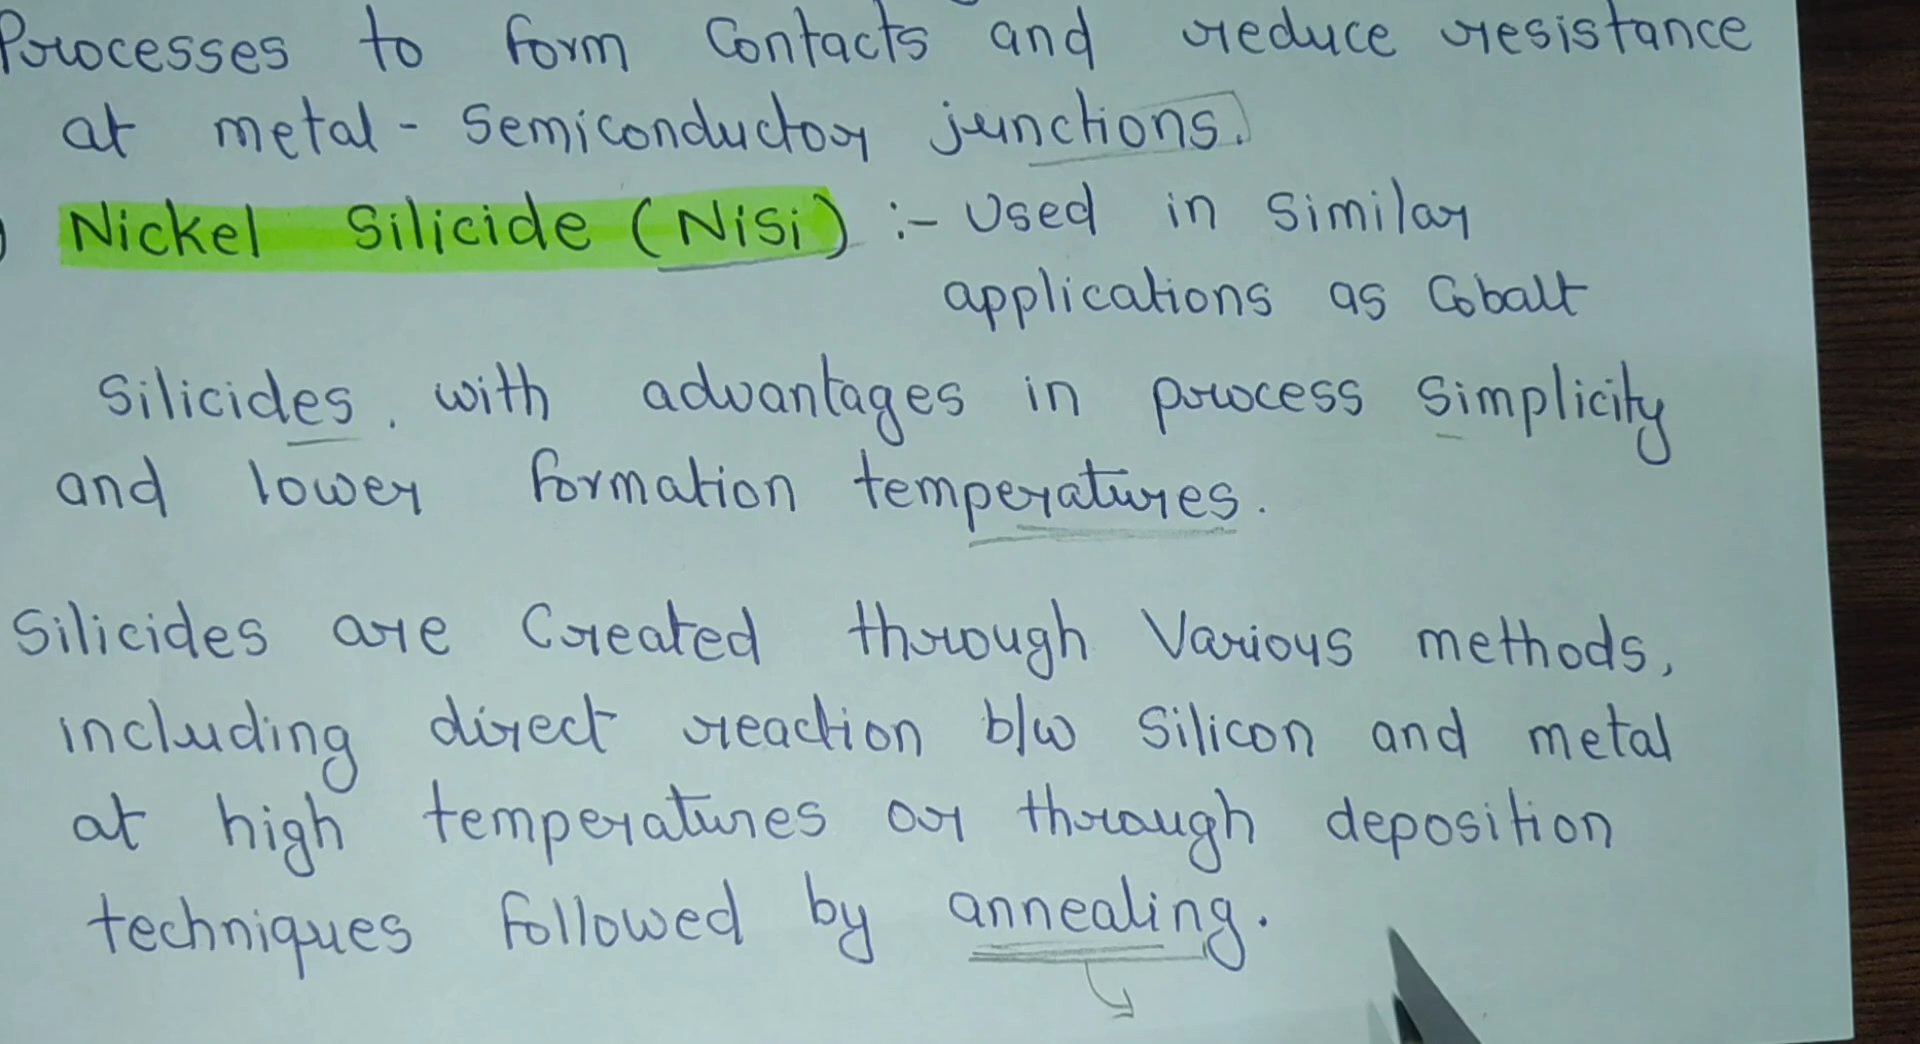 Processes to form Contacts and reduce resistance
at metal - Semiconductor junctions.
Nickel Silicide (NiSi) :- Used in Similar
applications as Cobalt
Silicides, with advantages in process Simplicity
and lower formation temperatures.
Silicides are Created through Various methods,
including direct reaction b/w Silicon and metal
at high temperatures or through deposition
techniques followed by annealing.